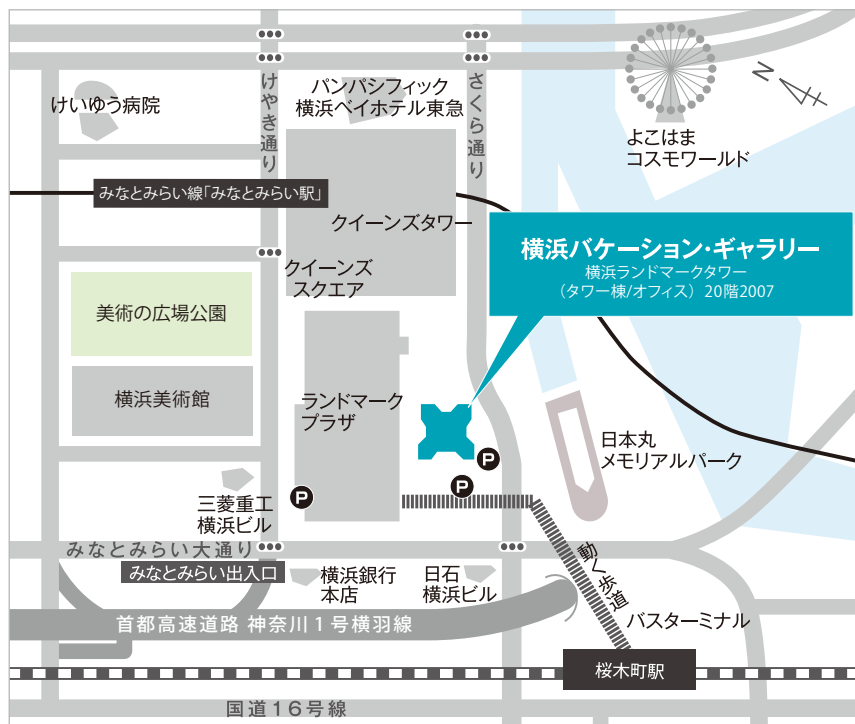 けやき通り
パンパシフィック
横浜ベイホテル東急
さくら通り
けいゆう病院
N
よこはま
コスモワールド
みなとみらい線「みなとみらい駅」
クイーンズタワー
横浜バケーション・ギャラリー
横浜ランドマークタワー
（タワー棟/オフィス）20階2007
クイーンズ
スクエア
美術の広場公園
横浜美術館
ランドマーク
プラザ
日本丸
メモリアルパーク
P
P
P
三菱重工
横浜ビル
みなとみらい大通り
みなとみらい出入口
横浜銀行
本店
日石
横浜ビル
動く歩道
首都高速道路 神奈川1号横羽線
バスターミナル
桜木町駅
国道16号線